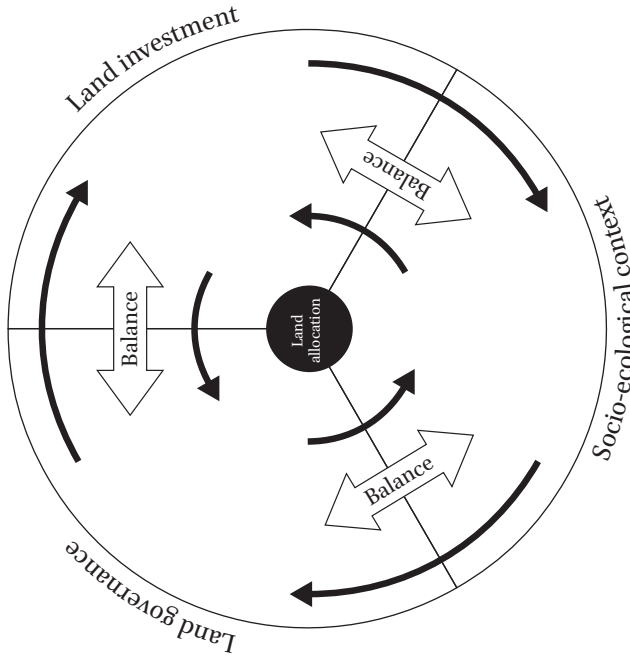 Land investment
Balance
Socio-ecological context
Balance
Land
allocation
Balance
Land governance